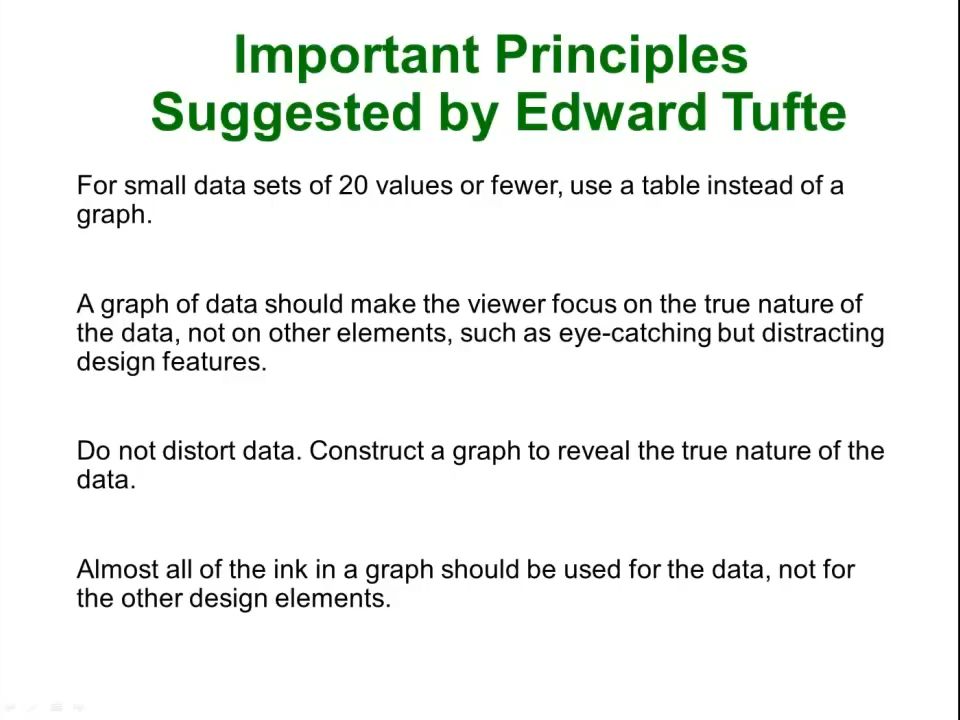 Important Principles
Suggested by Edward Tufte
For small data sets of 20 values or fewer, use a table instead of a
graph.
A graph of data should make the viewer focus on the true nature of
the data, not on other elements, such as eye-catching but distracting
design features.
Do not distort data. Construct a graph to reveal the true nature of the
data.
Almost all of the ink in a graph should be used for the data, not for
the other design elements.